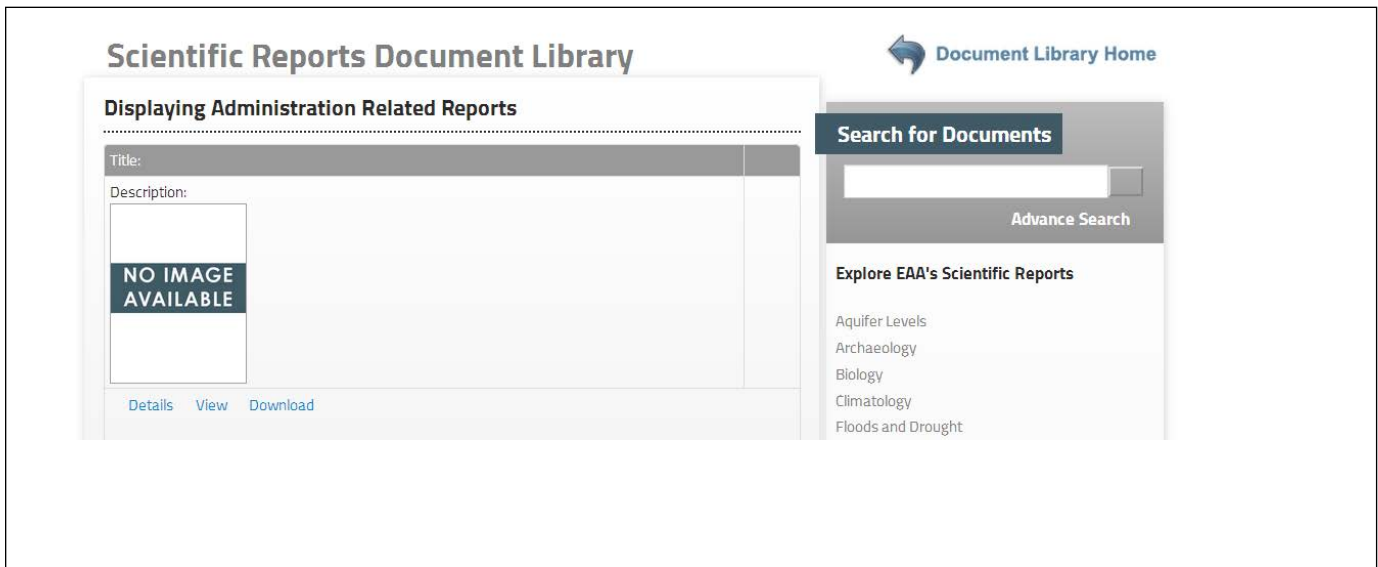 Scientific Reports Document Library
Document Library Home
Displaying Administration Related Reports
Title:
Description:
NO IMAGE
AVAILABLE
Details View Download
Search for Documents
Advance Search
Explore EAA's Scientific Reports
Aquifer Levels
Archaeology
Biology
Climatology
Floods and Drought